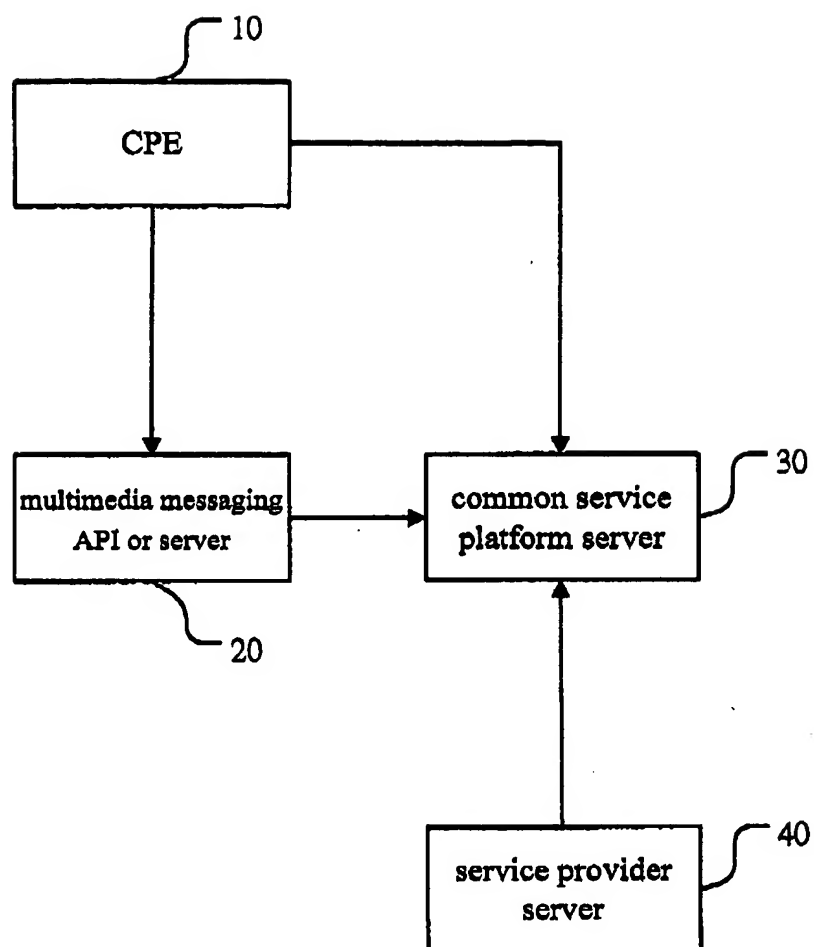 10
CPE
multimedia messaging
API or server
20
common service
platform server
30
service provider
server
40